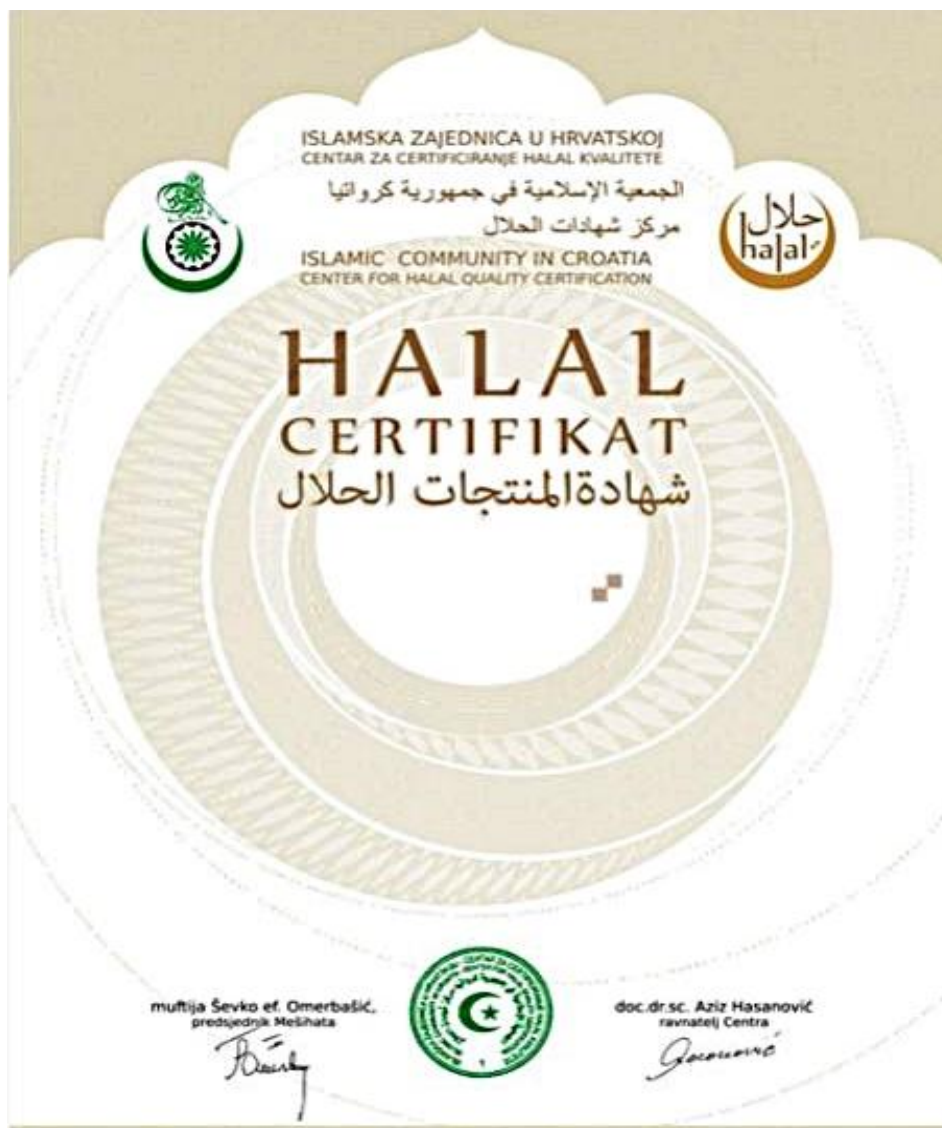 ISLAMSKA ZAJEDNICA U HRVATSKOJ
CENTAR ZA CERTIFICIRANJE HALAL KVALITETE
الجمعية الإسلامية في جمهورية كرواتيا
مركز شهادات الحلال
ISLAMIC COMMUNITY IN CROATIA
CENTER FOR HALAL QUALITY CERTIFICATION
حلال
halal
HALAL
CERTIFIKAT
شهادة المنتجات الحلال
muftija Ševko ef. Omerbašić,
predsjednik Mešihata
doc.dr.sc. Aziz Hasanović
ravnatelj Centra